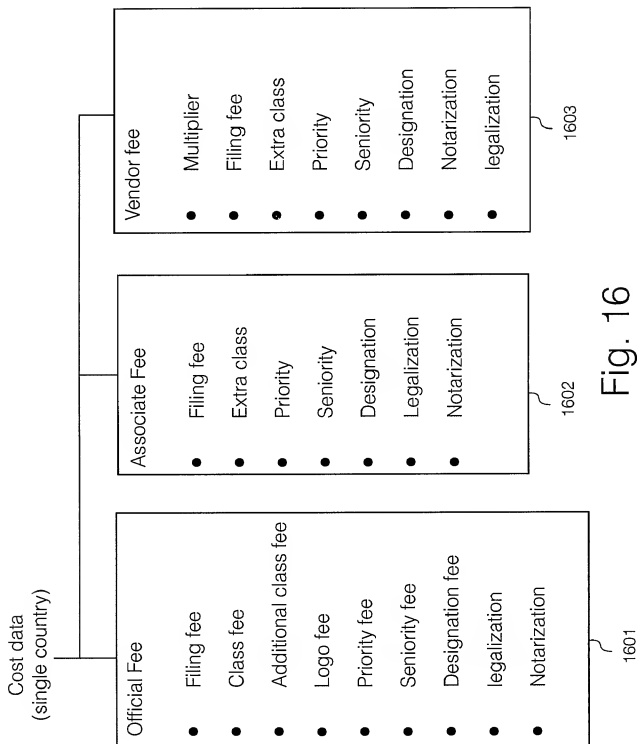 Cost data
(single country)
Official Fee
● Filing fee
● Class fee
● Additional class fee
● Logo fee
● Priority fee
● Seniority fee
● Designation fee
● legalization
● Notarization
1601
Associate Fee
● Filing fee
● Extra class
● Priority
● Seniority
● Designation
● Legalization
● Notarization
1602
Vendor fee
● Multiplier
● Filing fee
● Extra class
● Priority
● Seniority
● Designation
● Notarization
● legalization
1603
Fig. 16